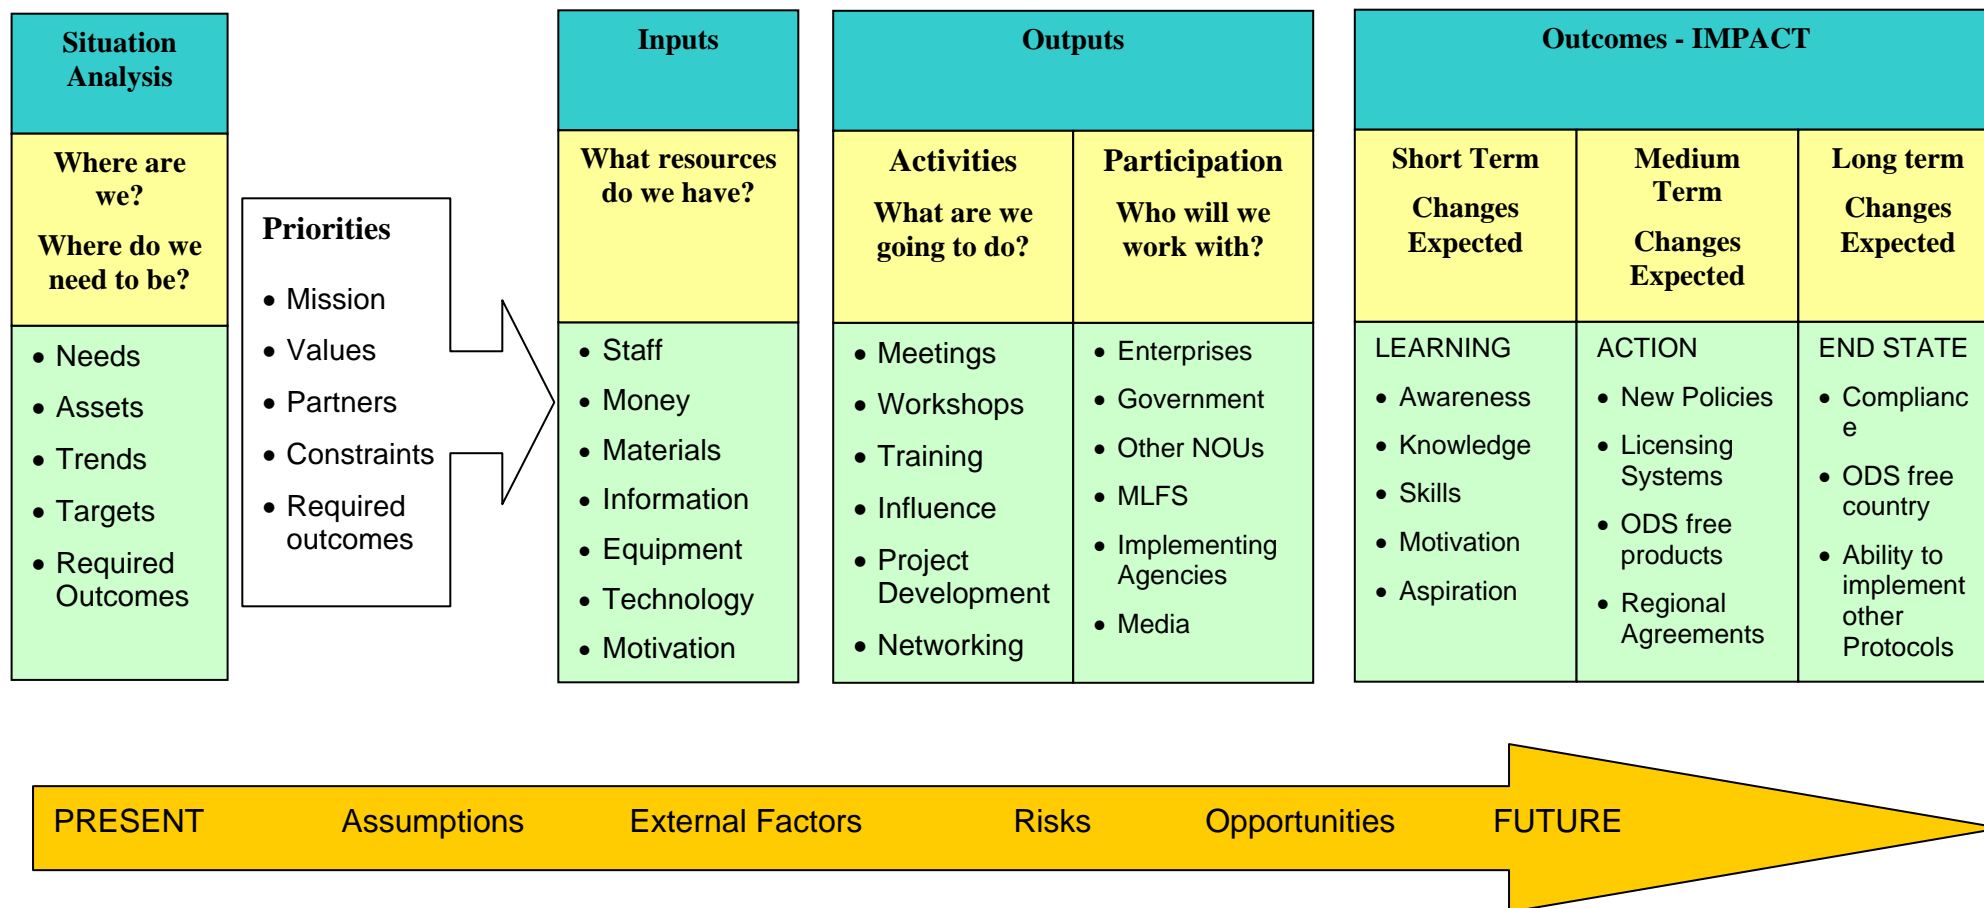 Situation
Analysis
Where are
we?
Where do we
need to be?
• Needs
• Assets
• Trends
• Targets
• Required
Outcomes
Priorities
• Mission
• Values
• Partners
• Constraints
• Required
outcomes
Inputs
What resources
do we have?
• Staff
• Money
• Materials
• Information
• Equipment
• Technology
• Motivation
Outputs
Activities
What are we
going to do?
• Meetings
• Workshops
• Training
• Influence
• Project
Development
• Networking
Participation
Who will we
work with?
• Enterprises
• Government
• Other NOUs
• MLFS
• Implementing
Agencies
• Media
Outcomes - IMPACT
Short Term
Changes
Expected
LEARNING
• Awareness
• Knowledge
• Skills
• Motivation
• Aspiration
Medium
Term
Changes
Expected
ACTION
• New Policies
• Licensing
Systems
• ODS free
products
• Regional
Agreements
Long term
Changes
Expected
END STATE
• Complianc
e
• ODS free
country
• Ability to
implement
other
Protocols
PRESENT Assumptions External Factors Risks Opportunities FUTURE